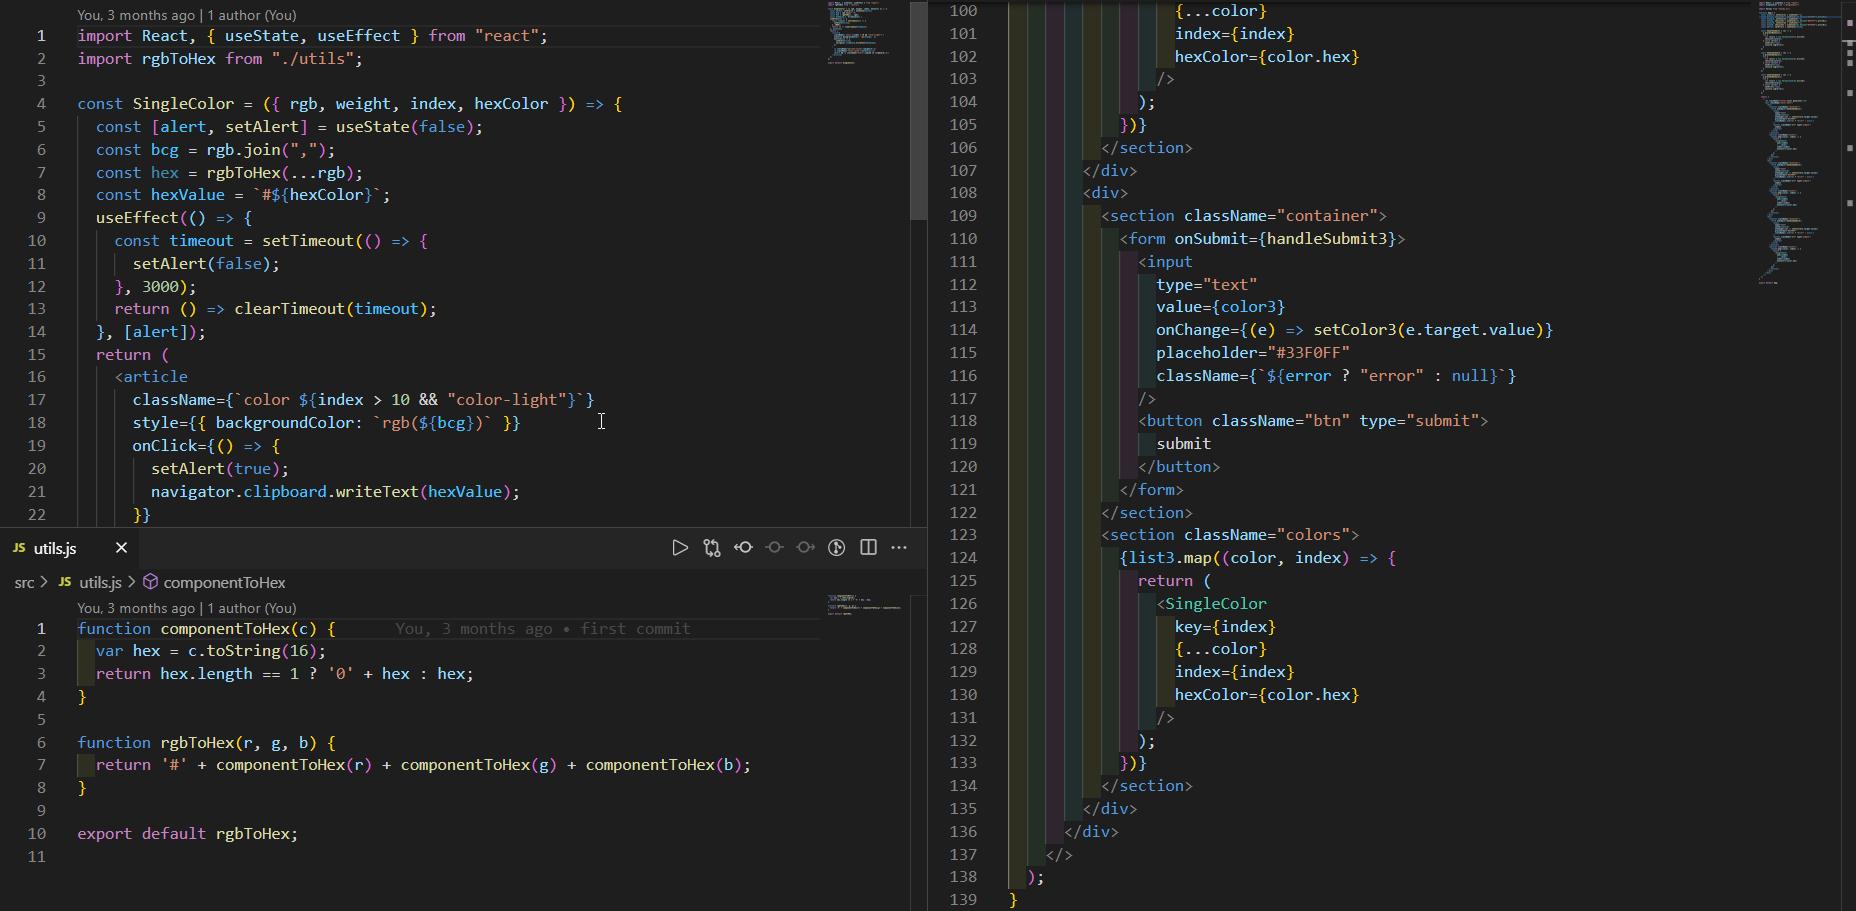 You, 3 months ago | 1 author (You)
1 import React, { useState, useEffect } from "react";
2 import rgbToHex from "./utils";
3
4 const SingleColor = ({ rgb, weight, index, hexColor }) => {
5 const [alert, setAlert] = useState(false);
6 const bcg = rgb.join(",");
7 const hex = rgbToHex(...rgb);
8 const hexValue = `#${hexColor}`;
9 useEffect(() => {
10 const timeout = setTimeout(() => {
11 setAlert(false);
12 }, 3000);
13 return () => clearTimeout(timeout);
14 }, [alert]);
15 return (
16 <article
17 className={`color ${index > 10 && "color-light"}`}
18 style={{ backgroundColor: `rgb(${bcg})` }}
19 onClick={() => {
20 setAlert(true);
21 navigator.clipboard.writeText(hexValue);
22 }}
JS utils.js
src > JS utils.js > componentToHex
You, 3 months ago | 1 author (You)
1 function componentToHex(c) { You, 3 months ago • first commit
2 var hex = c.toString(16);
3 return hex.length == 1 ? '0' + hex : hex;
4 }
5
6 function rgbToHex(r, g, b) {
7 return '#' + componentToHex(r) + componentToHex(g) + componentToHex(b);
8 }
9
10 export default rgbToHex;
11
100 {...color}
101 index={index}
102 hexColor={color.hex}
103 />
104 );
105 })}
106 </section>
107 </div>
108 <div>
109 <section className="container">
110 <form onSubmit={handleSubmit3}>
111 <input
112 type="text"
113 value={color3}
114 onChange={(e) => setColor3(e.target.value)}
115 placeholder="#33F0FF"
116 className={`${error ? "error" : null}`}
117 />
118 <button className="btn" type="submit">
119 submit
120 </button>
121 </form>
122 </section>
123 <section className="colors">
124 {list3.map((color, index) => {
125 return (
126 <SingleColor
127 key={index}
128 {...color}
129 index={index}
130 hexColor={color.hex}
131 />
132 );
133 })}
134 </section>
135 </div>
136 </div>
137 </>
138 );
139 }